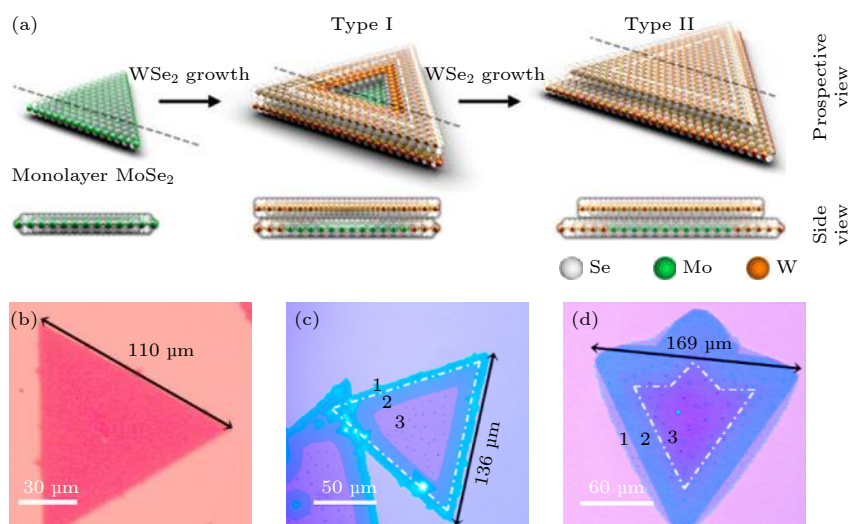 (a)
Type I
Type II
WSe₂ growth
WSe₂ growth
Prospective
view
Monolayer MoSe₂
Side
view
Se
Mo
W
(b)
110 µm
30 µm
(c)
1
2
3
136 µm
50 µm
(d)
169 µm
1 2 3
60 µm